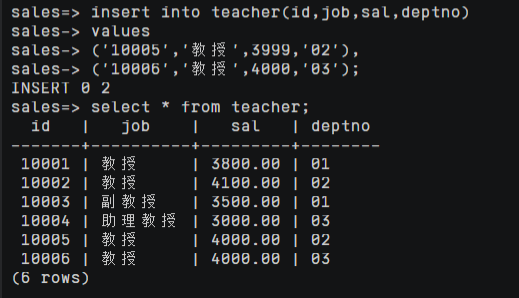 sales=> insert into teacher(id,job,sal,deptno)
sales-> values
sales-> ('10005','教授',3999,'02'),
sales-> ('10006','教授',4000,'03');
INSERT 0 2
sales=> select * from teacher;
  id   |   job    |   sal   | deptno
-------+----------+---------+--------
 10001 | 教授     | 3800.00 | 01
 10002 | 教授     | 4100.00 | 02
 10003 | 副教授   | 3500.00 | 01
 10004 | 助理教授 | 3000.00 | 03
 10005 | 教授     | 4000.00 | 02
 10006 | 教授     | 4000.00 | 03
(6 rows)